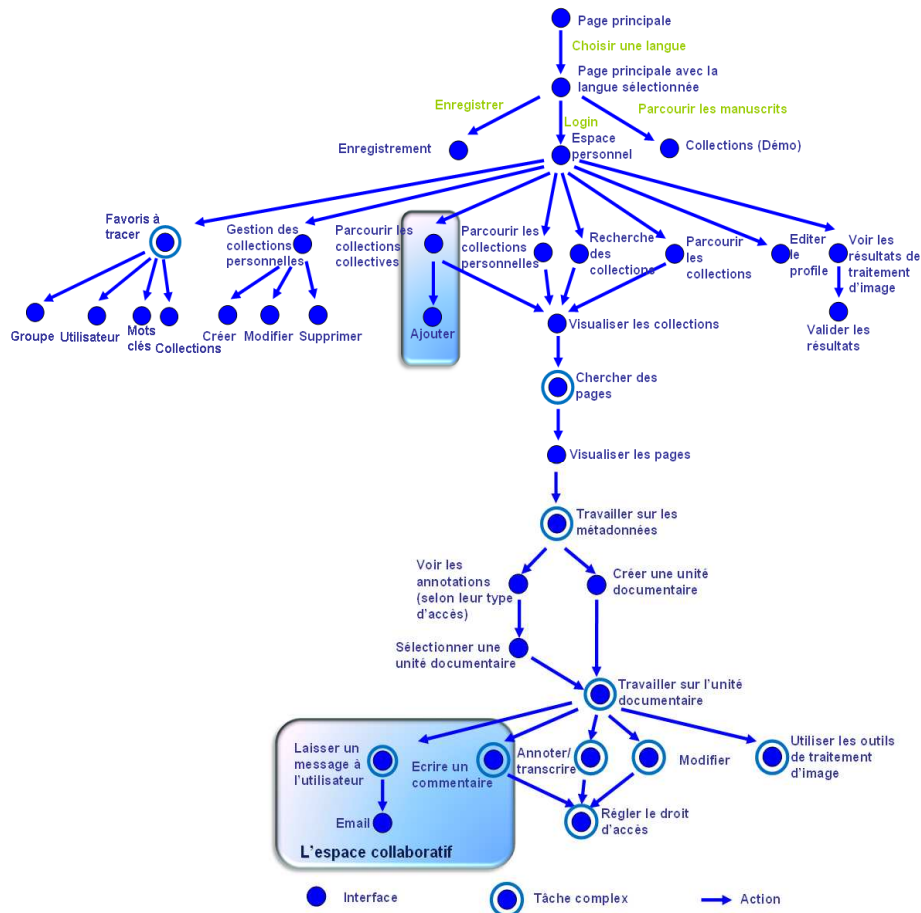 Page principale
Choisir une langue
Page principale avec la
langue sélectionnée
Enregistrer
Parcourir les manuscrits
Login
Enregistrement
Espace
personnel
Collections (Démo)
Favoris à
tracer
Gestion des
collections
personnelles
Parcourir les
collections
collectives
Parcourir les
collections
personnelles
Recherche
des
collections
Parcourir
les
collections
Editer
le
profile
Voir les
résultats de
traitement
d'image
Groupe
Utilisateur
Mots
clés
Collections
Créer
Modifier
Supprimer
Ajouter
Visualiser les collections
Valider les
résultats
Chercher des
pages
Visualiser les pages
Travailler sur les
métadonnées
Voir les
annotations
(selon leur type
d'accès)
Créer une unité
documentaire
Sélectionner une
unité documentaire
Travailler sur l'unité
documentaire
Laisser un
message à
l'utilisateur
Ecrire un
commentaire
Annoter/
transcrire
Modifier
Utiliser les outils
de traitement
d'image
Email
Régler le droit
d'accès
L'espace collaboratif
Interface
Tâche complex
Action